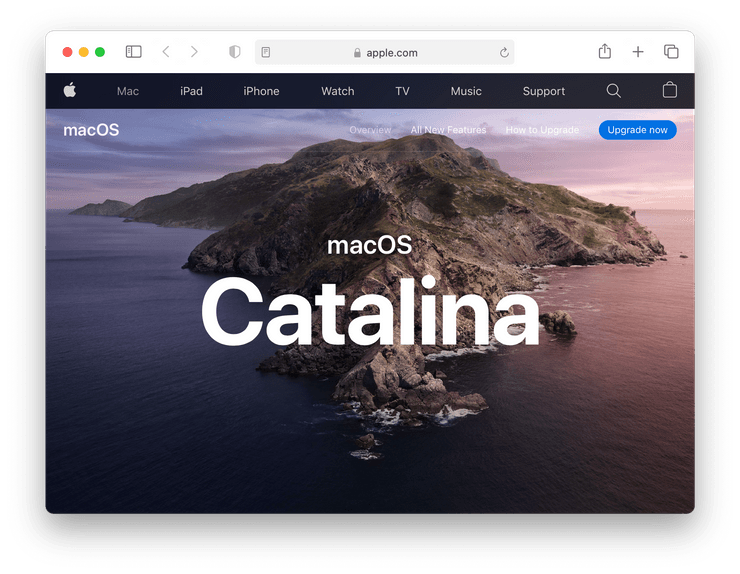 apple.com
Mac iPad iPhone Watch TV Music Support
macOS Overview All New Features How to Upgrade Upgrade now
macOS
Catalina